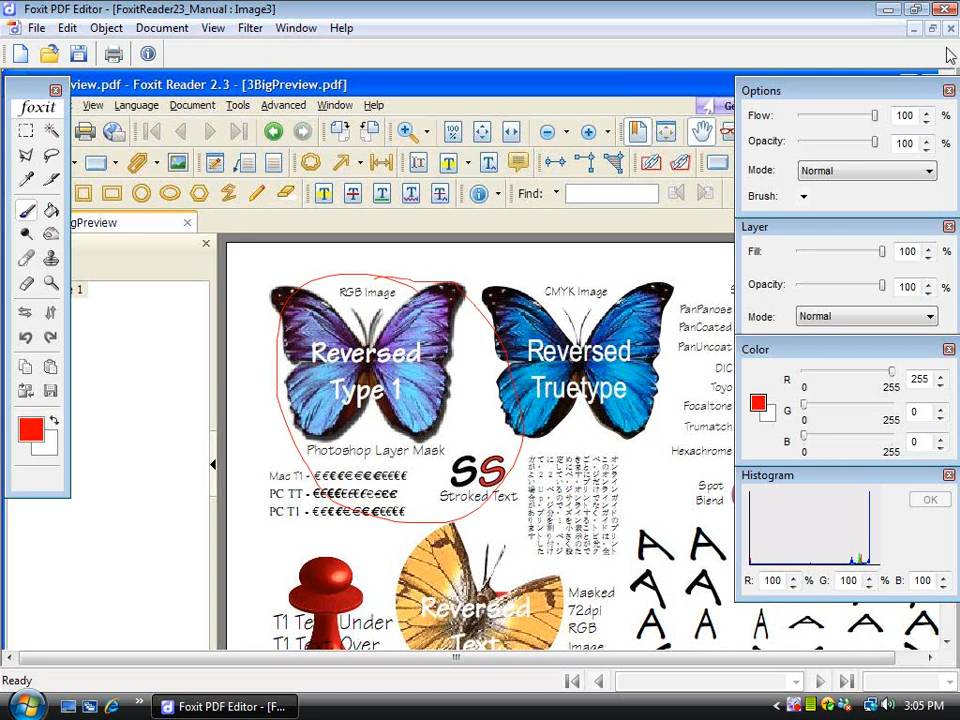 Foxit PDF Editor - [FoxitReader23_Manual : Image3]
File Edit Object Document View Filter Window Help
view.pdf - Foxit Reader 2.3 - [3BigPreview.pdf]
foxit
View Language Document Tools Advanced Window Help
100 %
Find:
BigPreview
1
RGB Image
Reversed
Type 1
Photoshop Layer Mask
CMYK Image
Reversed
Truetype
PanPanose
PanCoated
PanUncoat
DIC
Toyo
Focaltone
Trumatch
Hexachrome
Spot
Blend
Mac T1 - €€€€€€€€€€€€
PC TT - €€€€€€€€€€€€
PC T1 - €€€€€€€€€€€€
SS
Stroked Text
T1 Text Under
T1 Text Over
Reversed
Text
Masked
72dpi
RGB
Image
A A
A A
A A A A A A
Options
Flow: 100 %
Opacity: 100 %
Mode: Normal
Brush:
Layer
Fill: 100 %
Opacity: 100 %
Mode: Normal
Color
R 255
0 255
G 0
0 255
B 0
0 255
Histogram
OK
R: 100 % G: 100 % B: 100 %
Ready
Foxit PDF Editor - [F...
3:05 PM